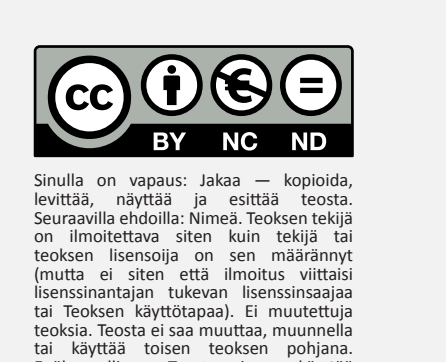 cc
BY NC ND
Sinulla on vapaus: Jakaa — kopioida,
levittää, näyttää ja esittää teosta.
Seuraavilla ehdoilla: Nimeä. Teoksen tekijä
on ilmoitettava siten kuin tekijä tai
teoksen lisensoija on sen määrännyt
(mutta ei siten että ilmoitus viittaisi
lisenssinantajan tukevan lisenssinsaajaa
tai Teoksen käyttötapaa). Ei muutettuja
teoksia. Teosta ei saa muuttaa, muunnella
tai käyttää toisen teoksen pohjana.